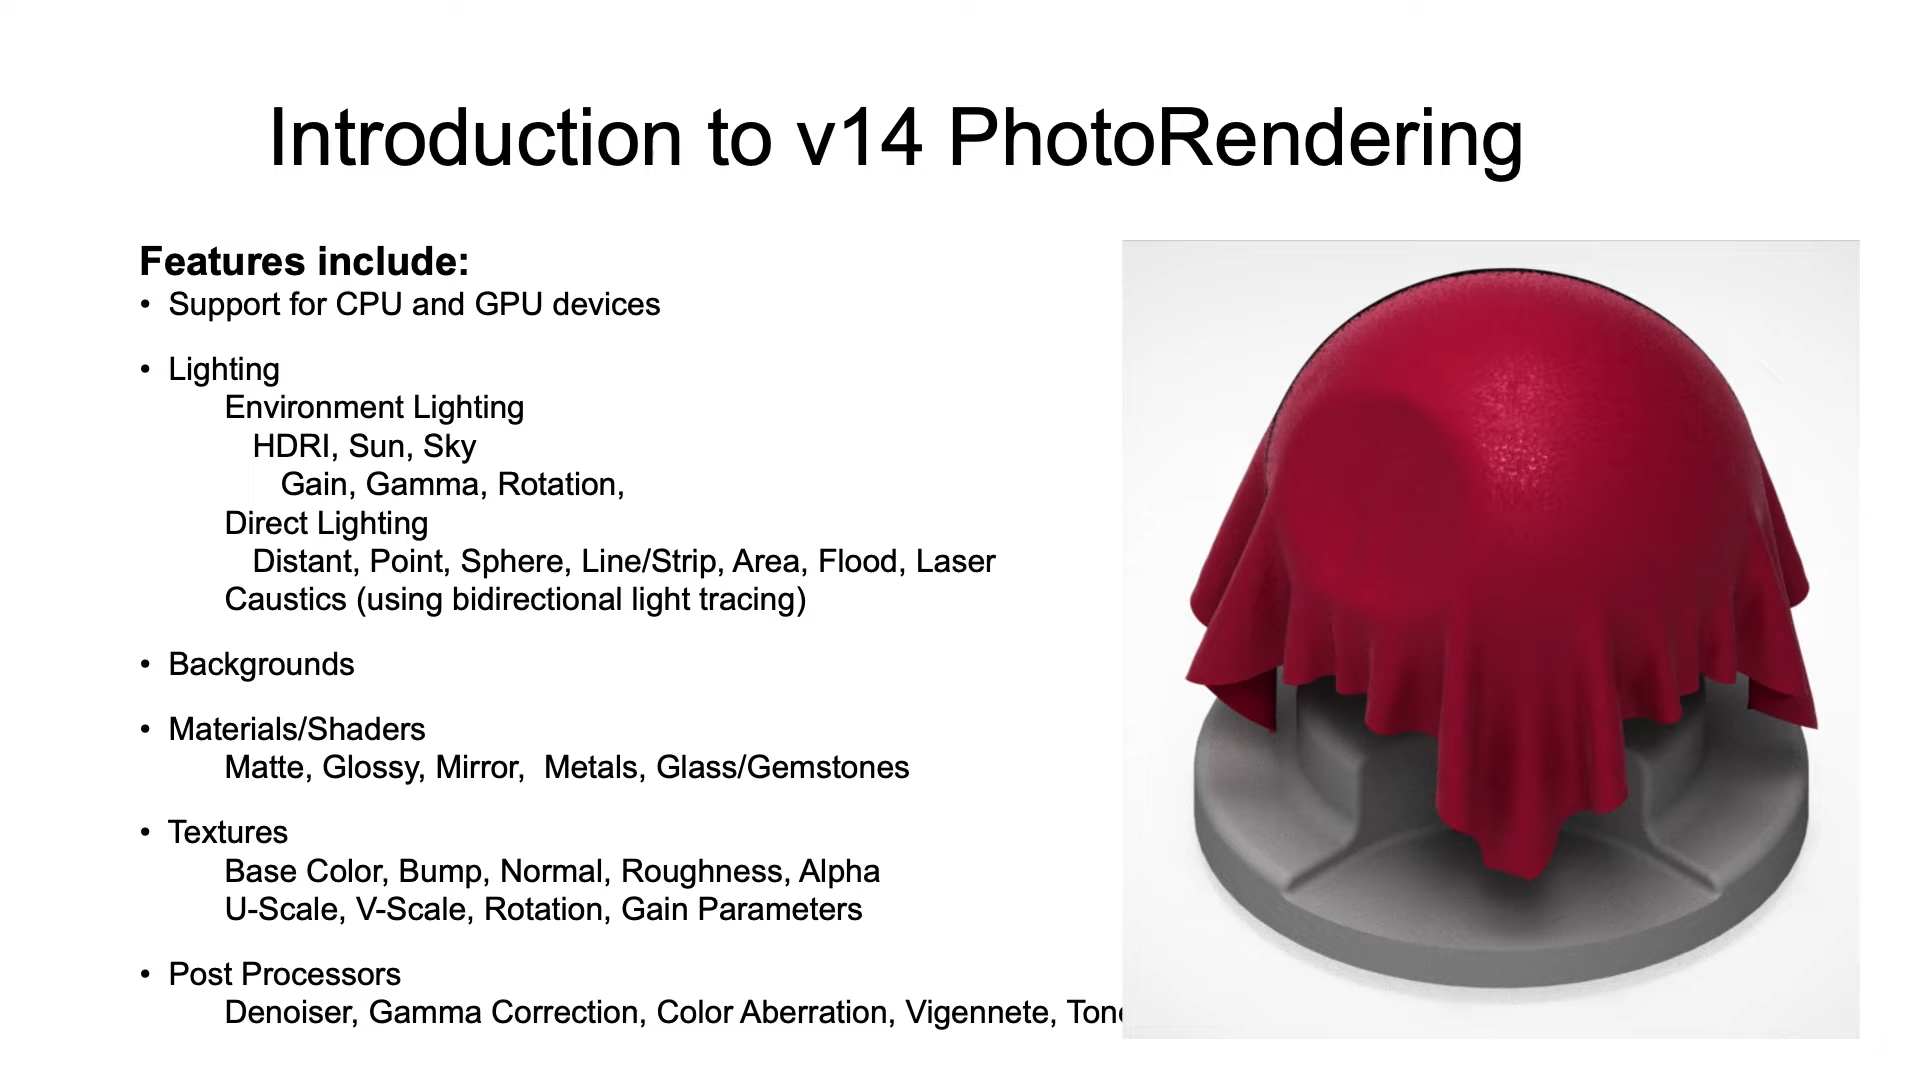 Introduction to v14 PhotoRendering
Features include:
• Support for CPU and GPU devices
• Lighting
Environment Lighting
HDRI, Sun, Sky
Gain, Gamma, Rotation,
Direct Lighting
Distant, Point, Sphere, Line/Strip, Area, Flood, Laser
Caustics (using bidirectional light tracing)
• Backgrounds
• Materials/Shaders
Matte, Glossy, Mirror,  Metals, Glass/Gemstones
• Textures
Base Color, Bump, Normal, Roughness, Alpha
U-Scale, V-Scale, Rotation, Gain Parameters
• Post Processors
Denoiser, Gamma Correction, Color Aberration, Vigennete,